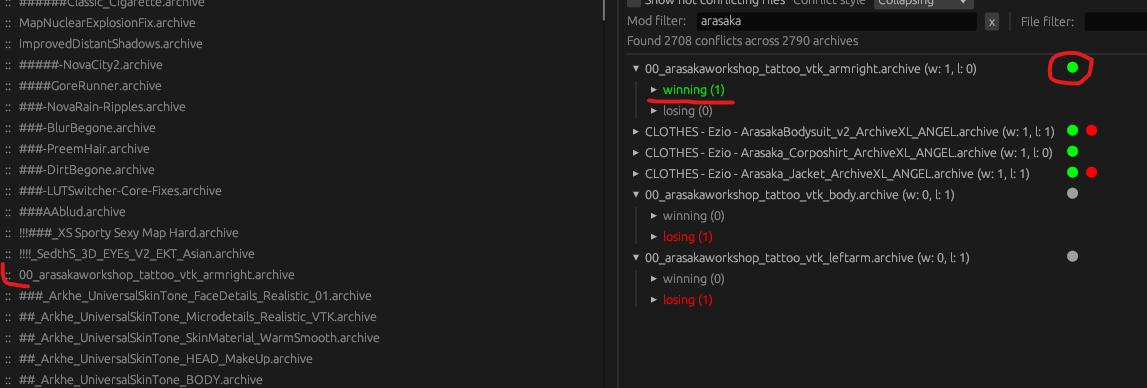 :: ######Classic_Cigarette.archive
:: MapNuclearExplosionFix.archive
:: ImprovedDistantShadows.archive
:: #####-NovaCity2.archive
:: ####GoreRunner.archive
:: ###-NovaRain-Ripples.archive
:: ###-BlurBegone.archive
:: ###-PreemHair.archive
:: ###-DirtBegone.archive
:: ###-LUTSwitcher-Core-Fixes.archive
:: ###AAblud.archive
:: !!!###_XS Sporty Sexy Map Hard.archive
:: !!!!_SedthS_3D_EYEs_V2_EKT_Asian.archive
:: 00_arasakaworkshop_tattoo_vtk_armright.archive
:: ###_Arkhe_UniversalSkinTone_FaceDetails_Realistic_01.archive
:: ##_Arkhe_UniversalSkinTone_Microdetails_Realistic_VTK.archive
:: ##_Arkhe_UniversalSkinTone_SkinMaterial_WarmSmooth.archive
:: ##_Arkhe_UniversalSkinTone_HEAD_MakeUp.archive
:: ##_Arkhe_UniversalSkinTone_BODY.archive
Show not conflicting files Conflict style Collapsing
Mod filter: arasaka x File filter:
Found 2708 conflicts across 2790 archives
00_arasakaworkshop_tattoo_vtk_armright.archive (w: 1, l: 0)
winning (1)
losing (0)
CLOTHES - Ezio - ArasakaBodysuit_v2_ArchiveXL_ANGEL.archive (w: 1, l: 1)
CLOTHES - Ezio - Arasaka_Corposhirt_ArchiveXL_ANGEL.archive (w: 1, l: 0)
CLOTHES - Ezio - Arasaka_Jacket_ArchiveXL_ANGEL.archive (w: 1, l: 1)
00_arasakaworkshop_tattoo_vtk_body.archive (w: 0, l: 1)
winning (0)
losing (1)
00_arasakaworkshop_tattoo_vtk_leftarm.archive (w: 0, l: 1)
winning (0)
losing (1)